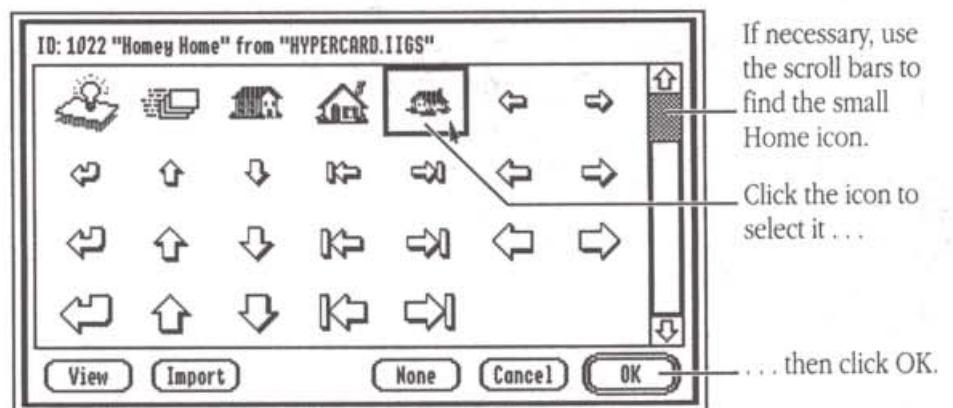 ID: 1022 "Homey Home" from "HYPERCARD.IIGS"
If necessary, use
the scroll bars to
find the small
Home icon.
Click the icon to
select it . . .
View
Import
None
Cancel
OK
. . . then click OK.